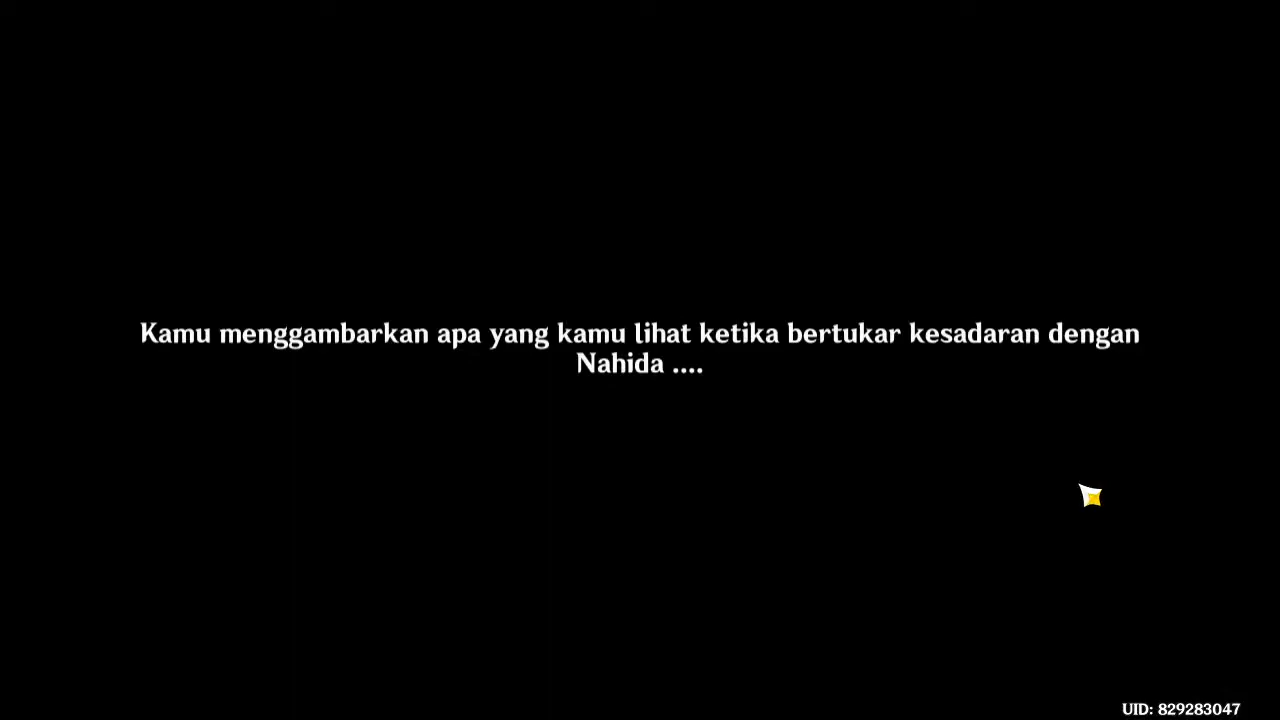 Kamu menggambarkan apa yang kamu lihat ketika bertukar kesadaran dengan
Nahida ....
UID: 829283047